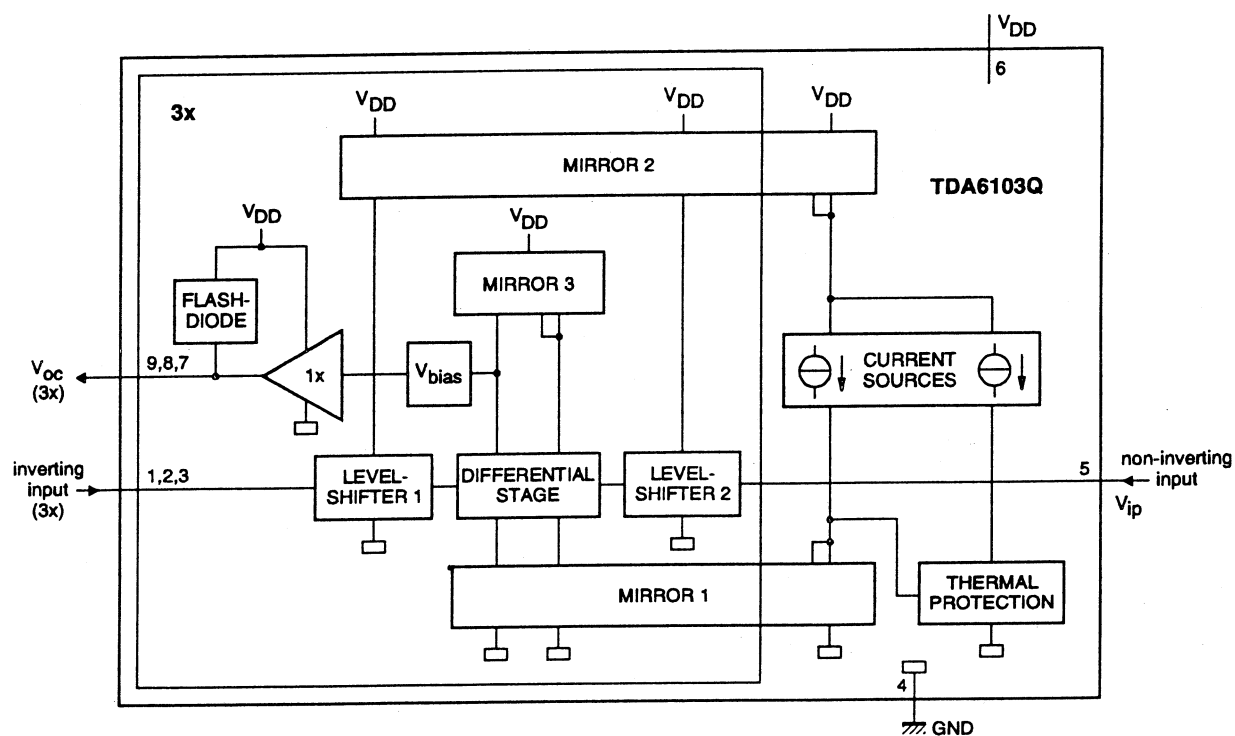 VDD
6
3x
VDD
VDD
VDD
MIRROR 2
TDA6103Q
VDD
VDD
MIRROR 3
FLASH-
DIODE
CURRENT
SOURCES
Voc
(3x)
9,8,7
1x
Vbias
inverting
input
(3x)
1,2,3
LEVEL-
SHIFTER 1
DIFFERENTIAL
STAGE
LEVEL-
SHIFTER 2
5
non-inverting
input
Vip
MIRROR 1
THERMAL
PROTECTION
4
GND